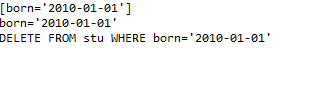 [born='2010-01-01']
born='2010-01-01'
DELETE FROM stu WHERE born='2010-01-01'